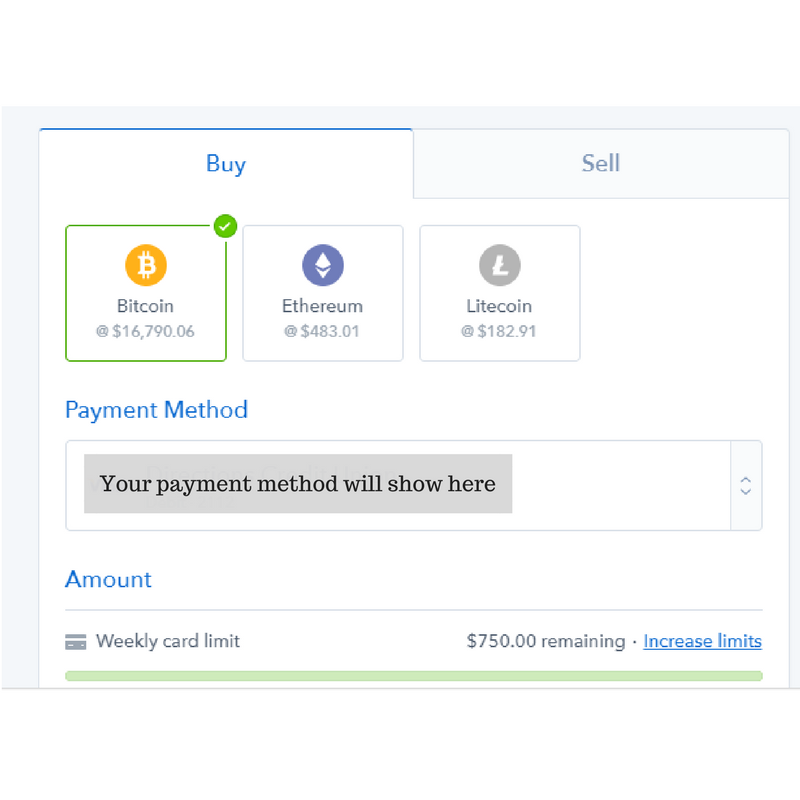 Buy
Sell
Bitcoin
@ $16,790.06
Ethereum
@ $483.01
Litecoin
@ $182.91
Payment Method
Your payment method will show here
Amount
Weekly card limit
$750.00 remaining · Increase limits